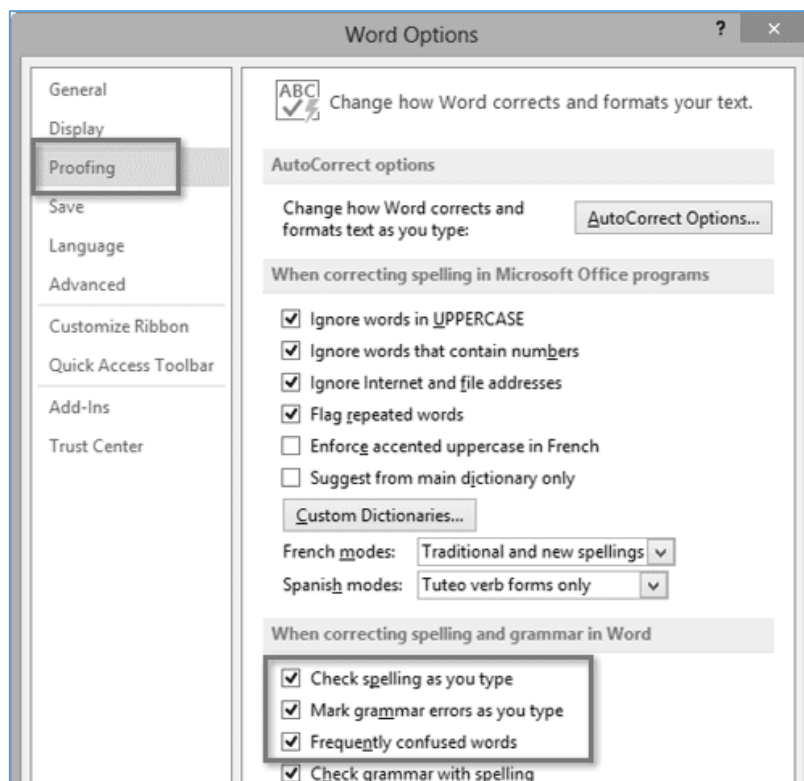 Word Options
?
×
General
Display
Proofing
Save
Language
Advanced
Customize Ribbon
Quick Access Toolbar
Add-Ins
Trust Center
ABC
Change how Word corrects and formats your text.
AutoCorrect options
Change how Word corrects and
formats text as you type:
AutoCorrect Options...
When correcting spelling in Microsoft Office programs
Ignore words in UPPERCASE
Ignore words that contain numbers
Ignore Internet and file addresses
Flag repeated words
Enforce accented uppercase in French
Suggest from main dictionary only
Custom Dictionaries...
French modes: Traditional and new spellings
Spanish modes: Tuteo verb forms only
When correcting spelling and grammar in Word
Check spelling as you type
Mark grammar errors as you type
Frequently confused words
Check grammar with spelling